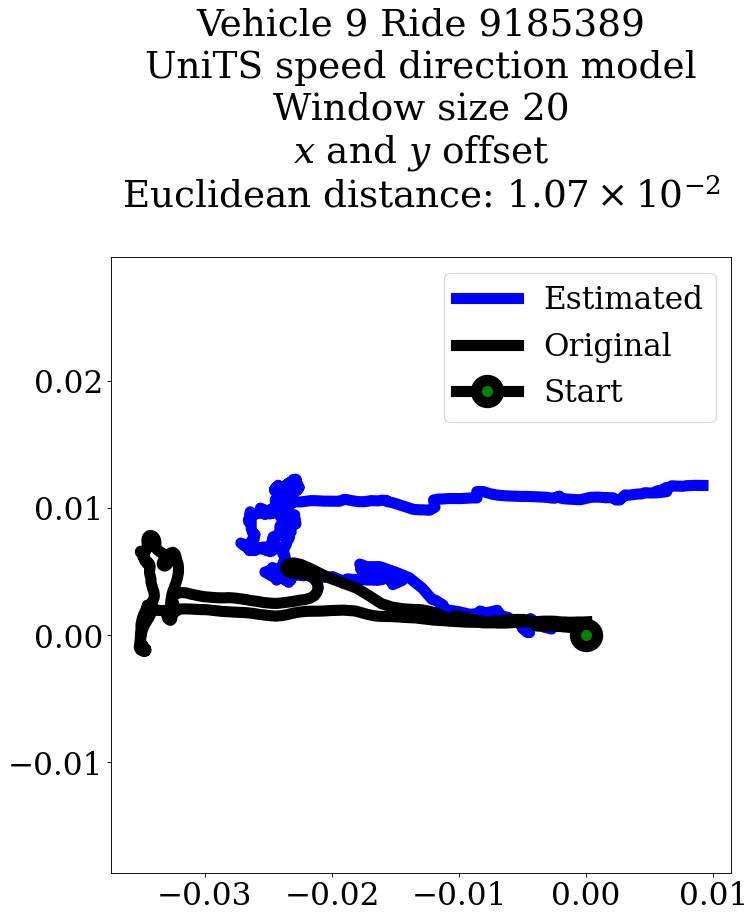 Vehicle 9 Ride 9185389
UniTS speed direction model
Window size 20
x and y offset
Euclidean distance: 1.07 × 10⁻²
Estimated
Original
Start
0.02
0.01
0.00
−0.01
−0.03 −0.02 −0.01 0.00 0.01